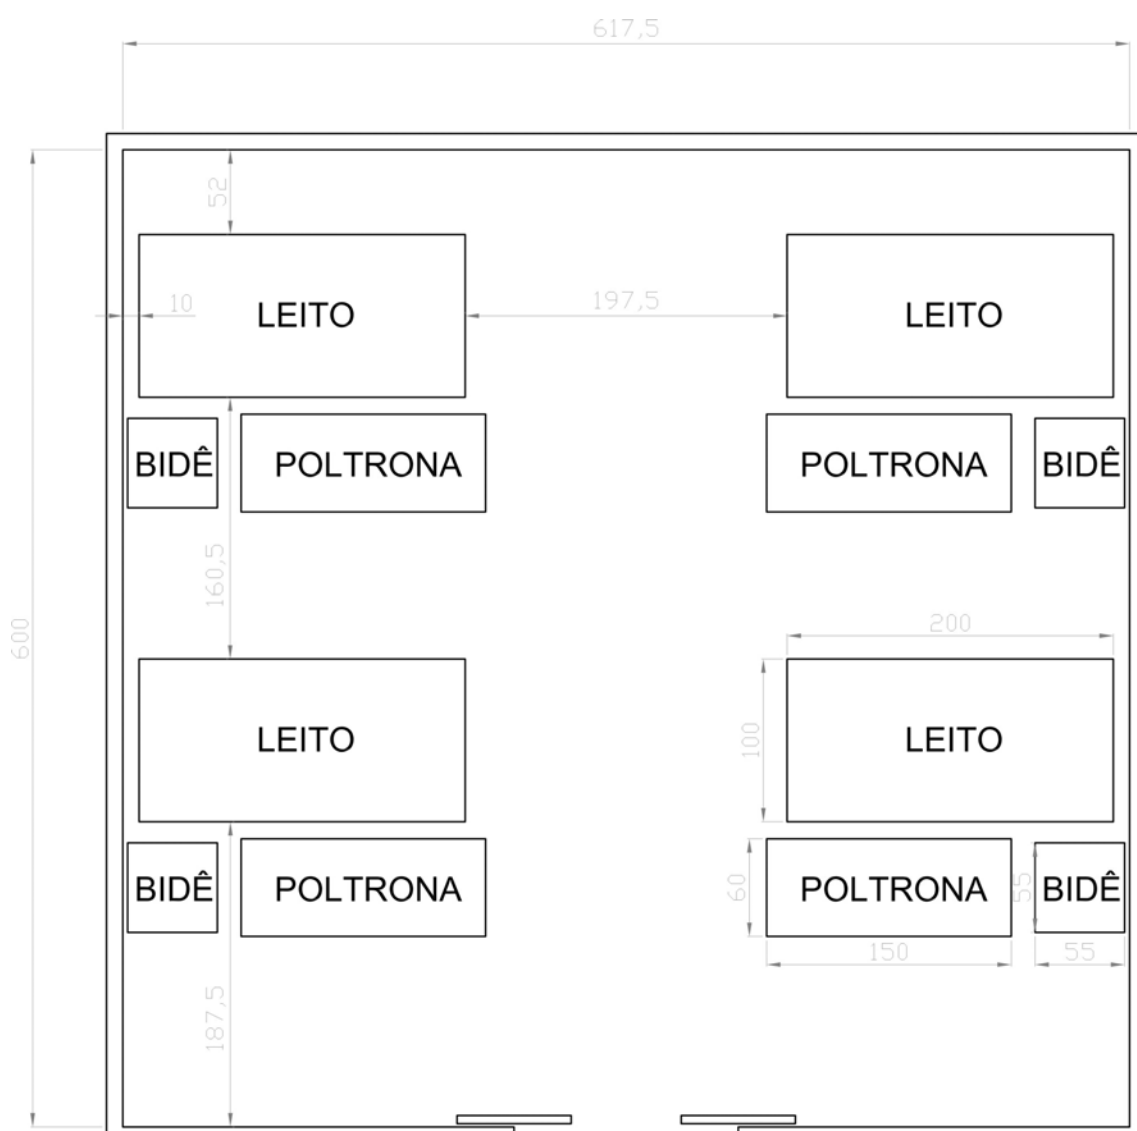 617,5
52
10
LEITO
197,5
LEITO
BIDÊ
POLTRONA
POLTRONA
BIDÊ
160,5
600
200
LEITO
100
LEITO
BIDÊ
POLTRONA
60
POLTRONA
55
BIDÊ
150
55
187,5